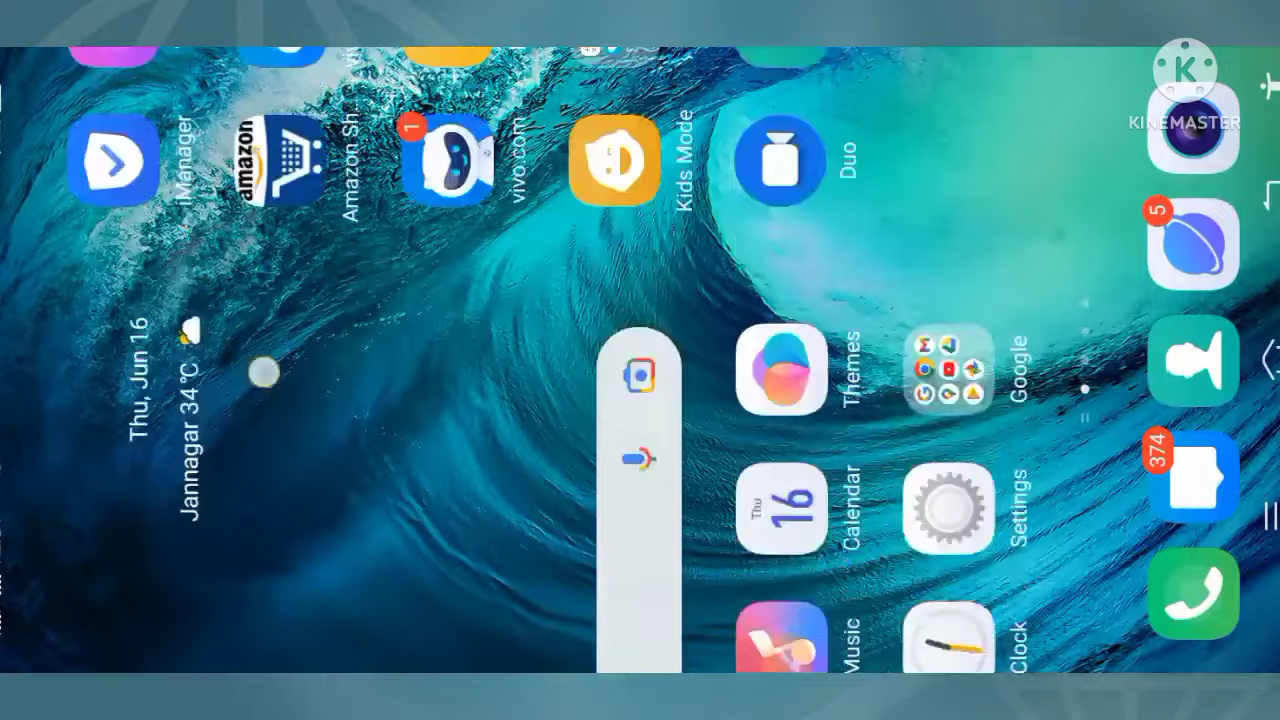 Thu, Jun 16
Jannagar 34°C
iManager
amazon
Amazon Sh
1
vivo.com
Kids Mode
Duo
Themes
Thu
16
Calendar
Music
Google
Settings
Clock
5
374
K
KINEMASTER